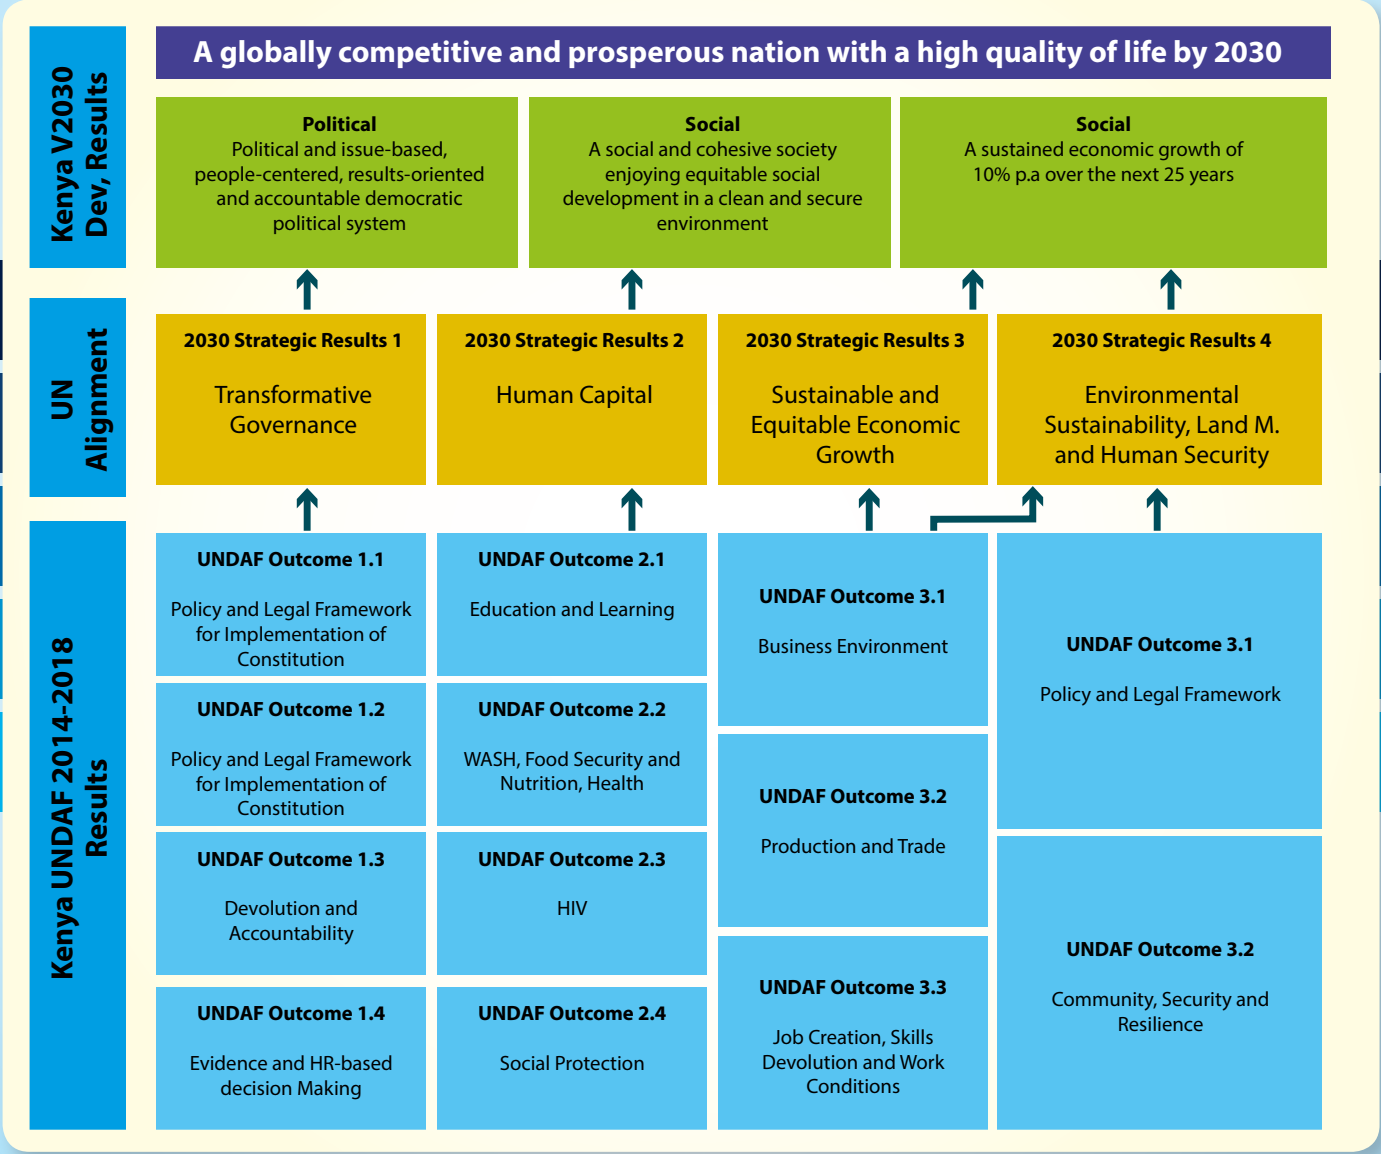 Kenya V2030
Dev, Results
A globally competitive and prosperous nation with a high quality of life by 2030
Political
Political and issue-based,
people-centered, results-oriented
and accountable democratic
political system
Social
A social and cohesive society
enjoying equitable social
development in a clean and secure
environment
Social
A sustained economic growth of
10% p.a over the next 25 years
UN
Alignment
2030 Strategic Results 1
Transformative
Governance
2030 Strategic Results 2
Human Capital
2030 Strategic Results 3
Sustainable and
Equitable Economic
Growth
2030 Strategic Results 4
Environmental
Sustainability, Land M.
and Human Security
Kenya UNDAF 2014-2018
Results
UNDAF Outcome 1.1
Policy and Legal Framework
for Implementation of
Constitution
UNDAF Outcome 1.2
Policy and Legal Framework
for Implementation of
Constitution
UNDAF Outcome 1.3
Devolution and
Accountability
UNDAF Outcome 1.4
Evidence and HR-based
decision Making
UNDAF Outcome 2.1
Education and Learning
UNDAF Outcome 2.2
WASH, Food Security and
Nutrition, Health
UNDAF Outcome 2.3
HIV
UNDAF Outcome 2.4
Social Protection
UNDAF Outcome 3.1
Business Environment
UNDAF Outcome 3.2
Production and Trade
UNDAF Outcome 3.3
Job Creation, Skills
Devolution and Work
Conditions
UNDAF Outcome 3.1
Policy and Legal Framework
UNDAF Outcome 3.2
Community, Security and
Resilience